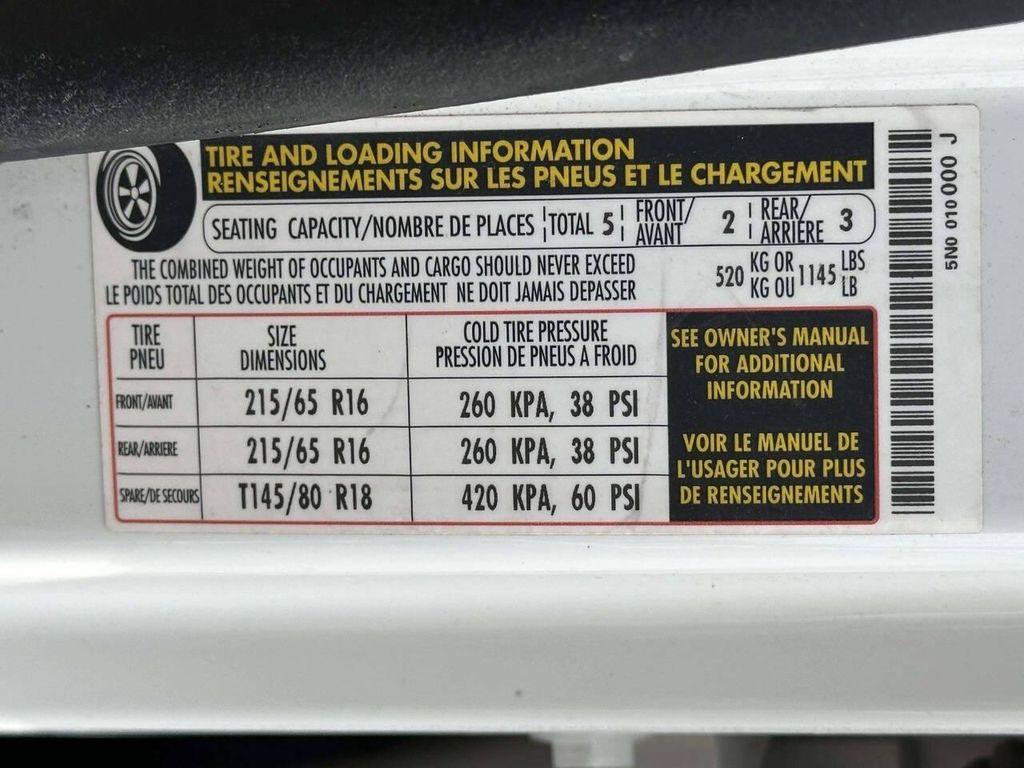 TIRE AND LOADING INFORMATION
RENSEIGNEMENTS SUR LES PNEUS ET LE CHARGEMENT
SEATING CAPACITY/NOMBRE DE PLACES TOTAL 5 FRONT/AVANT 2 REAR/ARRIÈRE 3
THE COMBINED WEIGHT OF OCCUPANTS AND CARGO SHOULD NEVER EXCEED 520 KG OR 1145 LBS
LE POIDS TOTAL DES OCCUPANTS ET DU CHARGEMENT NE DOIT JAMAIS DEPASSER KG OU LB
TIRE SIZE COLD TIRE PRESSURE
PNEU DIMENSIONS PRESSION DE PNEUS A FROID
FRONT/AVANT 215/65 R16 260 KPA, 38 PSI
REAR/ARRIERE 215/65 R16 260 KPA, 38 PSI
SPARE/DE SECOURS T145/80 R18 420 KPA, 60 PSI
SEE OWNER'S MANUAL
FOR ADDITIONAL
INFORMATION
VOIR LE MANUEL DE
L'USAGER POUR PLUS
DE RENSEIGNEMENTS
5N0 010 000 J